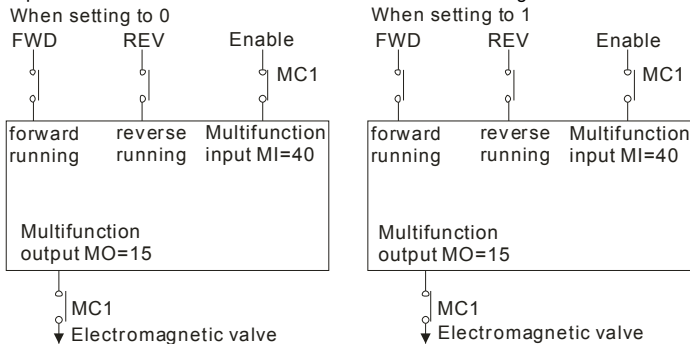 When setting to 0
FWD REV Enable
MC1
forward running
reverse running
Multifunction input MI=40
Multifunction output MO=15
MC1
Electromagnetic valve
When setting to 1
FWD REV Enable
MC1
forward running
reverse running
Multifunction input MI=40
Multifunction output MO=15
MC1
Electromagnetic valve